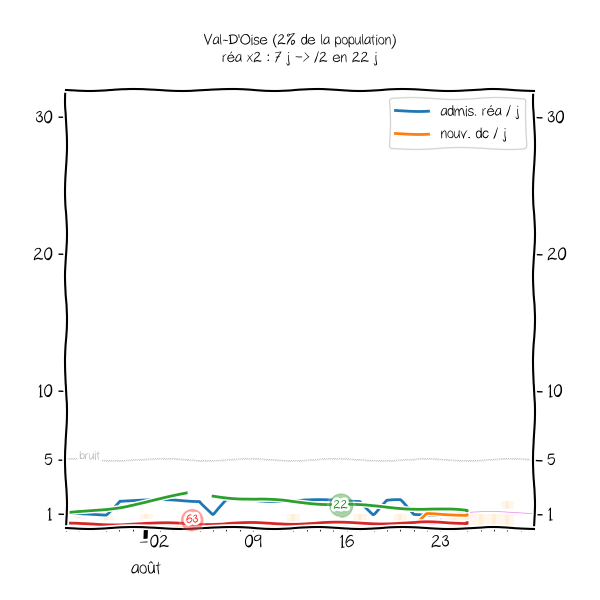 Val-D'Oise (2% de la population)
réa x2 : 7 j -> /2 en 22 j
admis. réa / j
nouv. dc / j
30
30
20
20
10
10
5
bruit
5
1
63
22
1
02
09
16
23
août